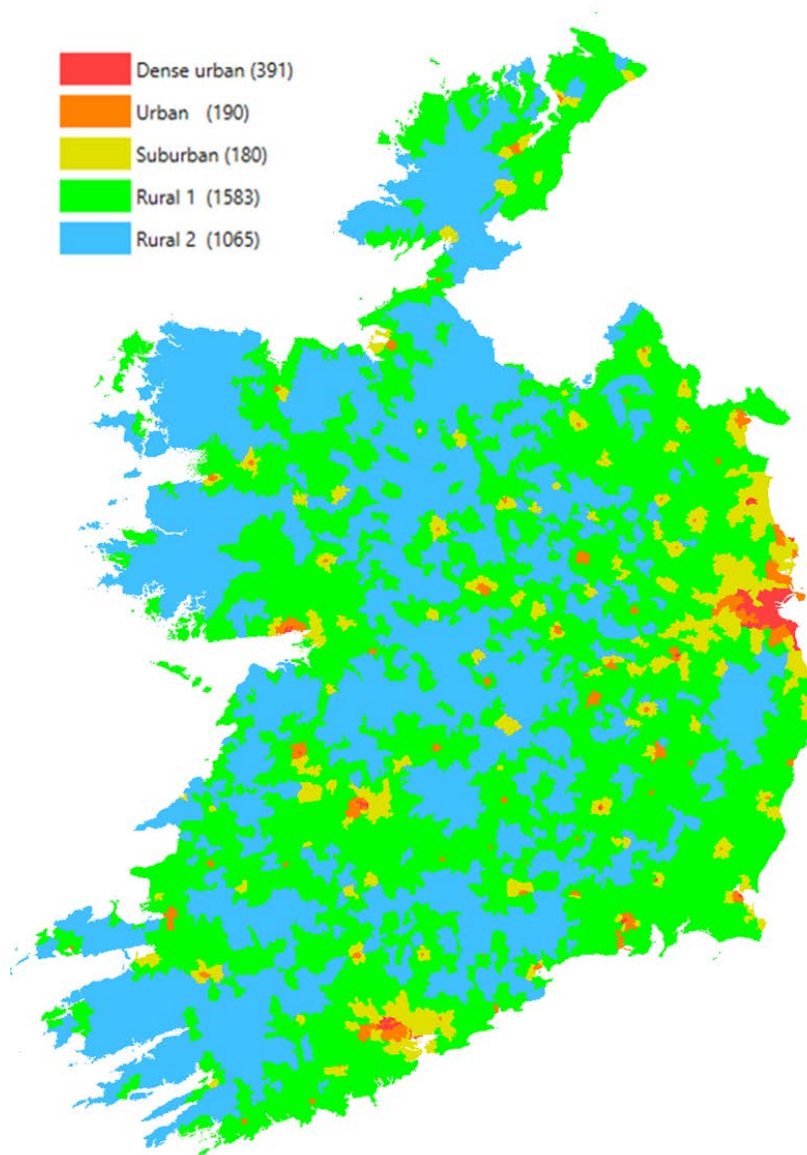 Dense urban (391)
Urban (190)
Suburban (180)
Rural 1 (1583)
Rural 2 (1065)